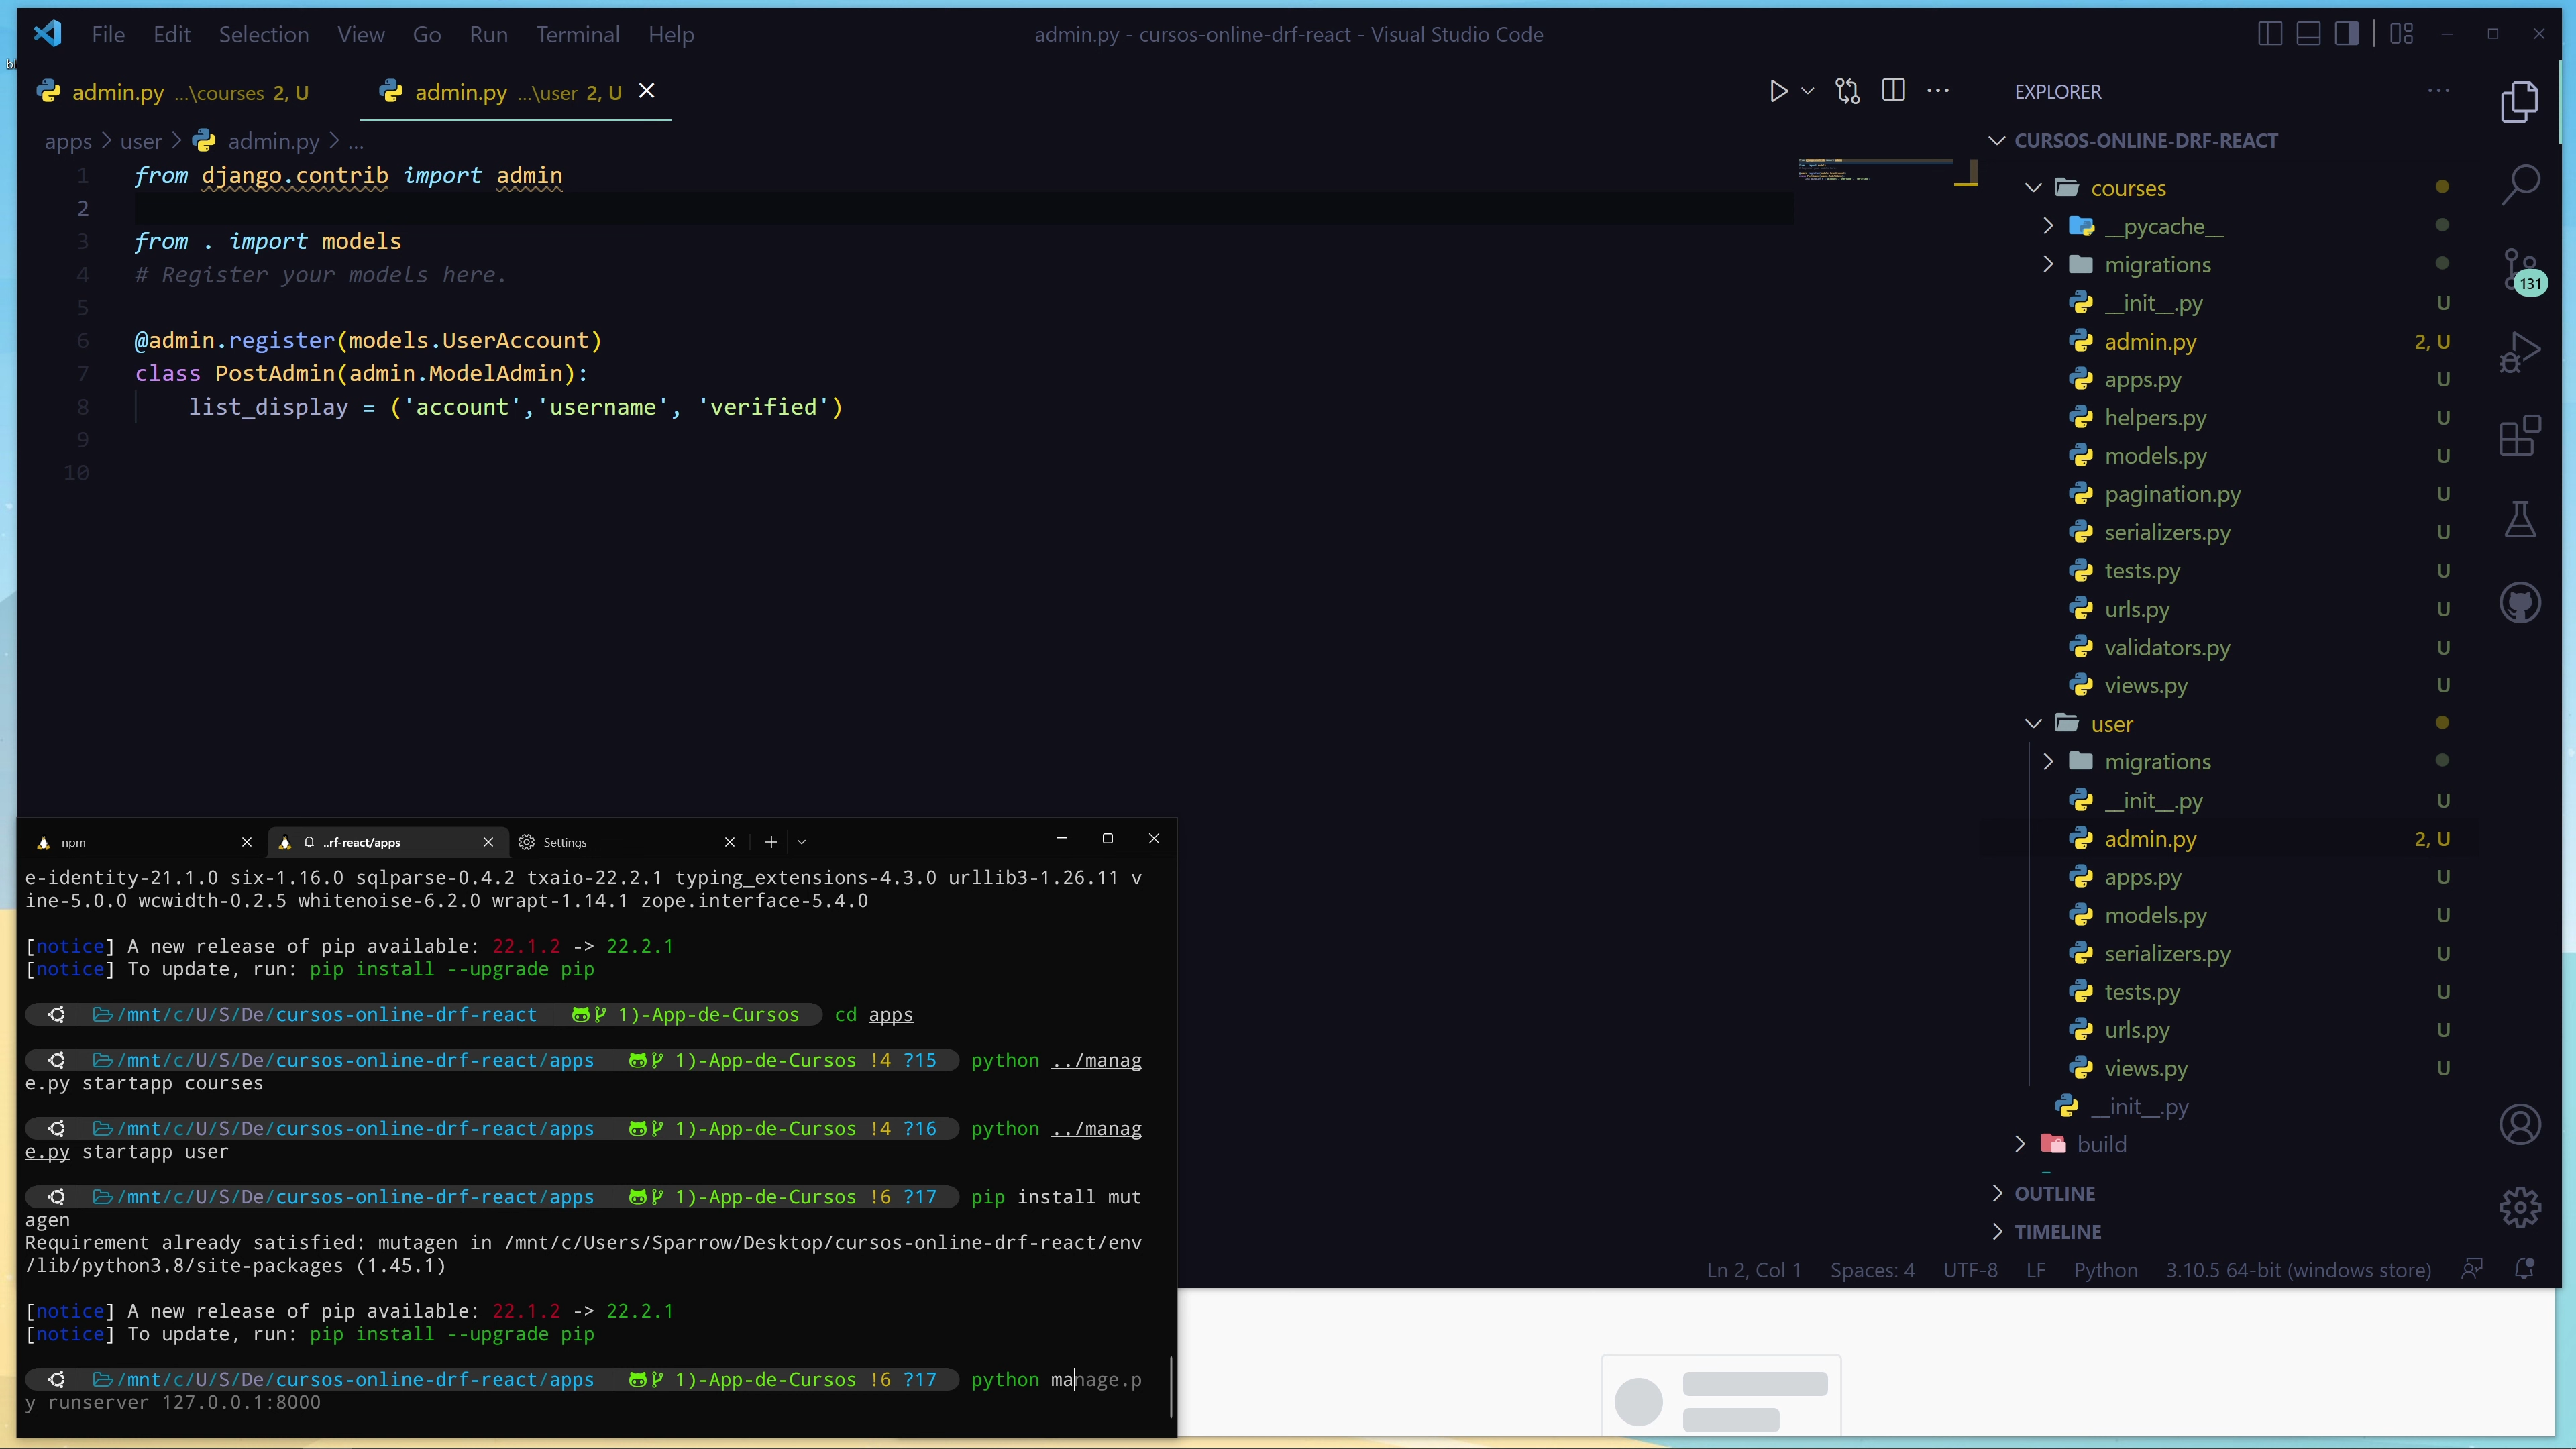 File Edit Selection View Go Run Terminal Help
admin.py - cursos-online-drf-react - Visual Studio Code
admin.py ...\courses 2, U
admin.py ...\user 2, U
apps > user > admin.py > ...
1 from django.contrib import admin
2
3 from . import models
4 # Register your models here.
5
6 @admin.register(models.UserAccount)
7 class PostAdmin(admin.ModelAdmin):
8 list_display = ('account','username', 'verified')
9
10
EXPLORER
CURSOS-ONLINE-DRF-REACT
courses
__pycache__
migrations
__init__.py U
admin.py 2, U
apps.py U
helpers.py U
models.py U
pagination.py U
serializers.py U
tests.py U
urls.py U
validators.py U
views.py U
user
migrations
__init__.py U
admin.py 2, U
apps.py U
models.py U
serializers.py U
tests.py U
urls.py U
views.py U
__init__.py
build
OUTLINE
TIMELINE
131
Ln 2, Col 1 Spaces: 4 UTF-8 LF Python 3.10.5 64-bit (windows store)
npm
..rf-react/apps
Settings
e-identity-21.1.0 six-1.16.0 sqlparse-0.4.2 txaio-22.2.1 typing_extensions-4.3.0 urllib3-1.26.11 v
ine-5.0.0 wcwidth-0.2.5 whitenoise-6.2.0 wrapt-1.14.1 zope.interface-5.4.0
[notice] A new release of pip available: 22.1.2 -> 22.2.1
[notice] To update, run: pip install --upgrade pip
/mnt/c/U/S/De/cursos-online-drf-react 1)-App-de-Cursos cd apps
/mnt/c/U/S/De/cursos-online-drf-react/apps 1)-App-de-Cursos !4 ?15 python ../manag
e.py startapp courses
/mnt/c/U/S/De/cursos-online-drf-react/apps 1)-App-de-Cursos !4 ?16 python ../manag
e.py startapp user
/mnt/c/U/S/De/cursos-online-drf-react/apps 1)-App-de-Cursos !6 ?17 pip install mut
agen
Requirement already satisfied: mutagen in /mnt/c/Users/Sparrow/Desktop/cursos-online-drf-react/env
/lib/python3.8/site-packages (1.45.1)
[notice] A new release of pip available: 22.1.2 -> 22.2.1
[notice] To update, run: pip install --upgrade pip
/mnt/c/U/S/De/cursos-online-drf-react/apps 1)-App-de-Cursos !6 ?17 python manage.p
y runserver 127.0.0.1:8000